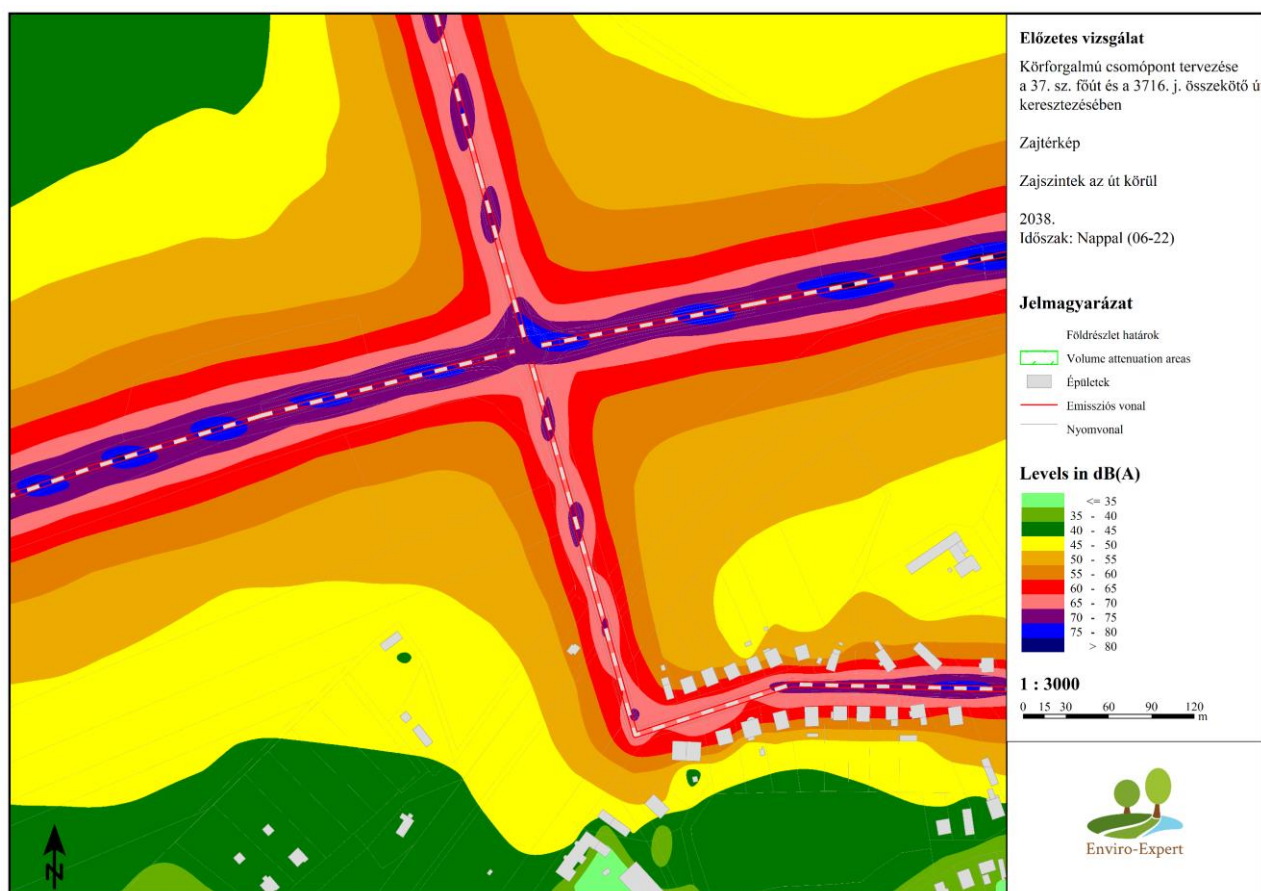 Előzetes vizsgálat
Körforgalmú csomópont tervezése
a 37. sz. főút és a 3716. j. összekötő ú
keresztezésében
Zajtérkép
Zajszintek az út körül
2038.
Időszak: Nappal (06-22)
Jelmagyarázat
Földrészlet határok
Volume attenuation areas
Épületek
Emissziós vonal
Nyomvonal
Levels in dB(A)
<= 35
35 - 40
40 - 45
45 - 50
50 - 55
55 - 60
60 - 65
65 - 70
70 - 75
75 - 80
> 80
1 : 3000
0 15 30 60 90 120
m
Enviro-Expert
N